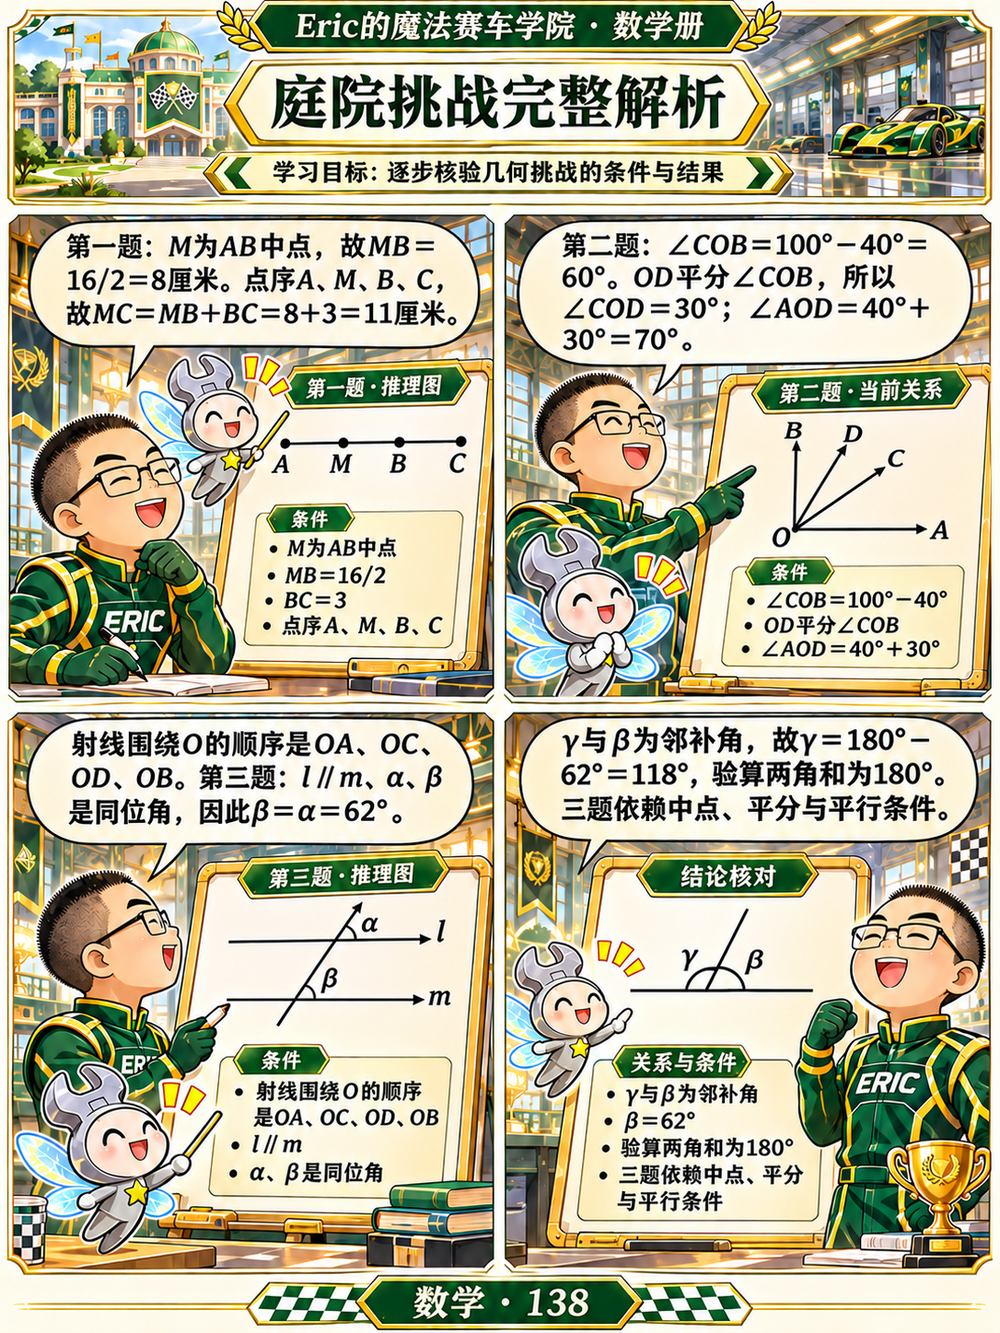 Eric的魔法赛车学院 · 数学册
庭院挑战完整解析
学习目标：逐步核验几何挑战的条件与结果
第一题：M为AB中点，故MB＝
16/2＝8厘米。点序A、M、B、C，
故MC＝MB＋BC＝8＋3＝11厘米。
第一题·推理图
A M B C
条件
• M为AB中点
• MB＝16/2
• BC＝3
• 点序A、M、B、C
ERIC
第二题：∠COB＝100°－40°＝
60°。OD平分∠COB，所以
∠COD＝30°；∠AOD＝40°＋
30°＝70°。
第二题·当前关系
B D
C
O A
条件
• ∠COB＝100°－40°
• OD平分∠COB
• ∠AOD＝40°＋30°
射线围绕O的顺序是OA、OC、
OD、OB。第三题：l∥m、α、β
是同位角，因此β＝α＝62°。
第三题·推理图
α l
β m
条件
• 射线围绕O的顺序
是OA、OC、OD、OB
• l∥m
• α、β是同位角
ERIC
γ与β为邻补角，故γ＝180°－
62°＝118°，验算两角和为180°。
三题依赖中点、平分与平行条件。
结论核对
γ β
关系与条件
• γ与β为邻补角
• β＝62°
• 验算两角和为180°
• 三题依赖中点、平分
与平行条件
ERIC
数学 · 138